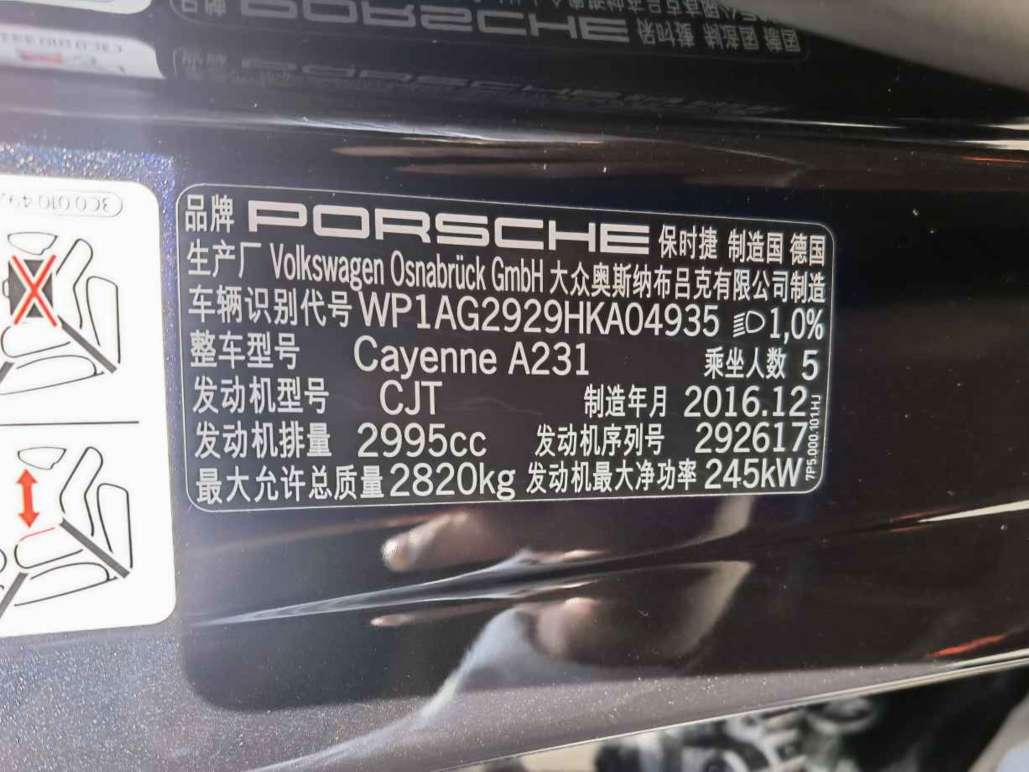 品牌 PORSCHE 保时捷 制造国 德国
生产厂 Volkswagen Osnabrück GmbH 大众奥斯纳布吕克有限公司制造
车辆识别代号 WP1AG2929HKA04935 1,0%
整车型号 Cayenne A231 乘坐人数 5
发动机型号 CJT 制造年月 2016.12
发动机排量 2995cc 发动机序列号 292617
最大允许总质量 2820kg 发动机最大净功率 245kW
7P5.000.101.HJ